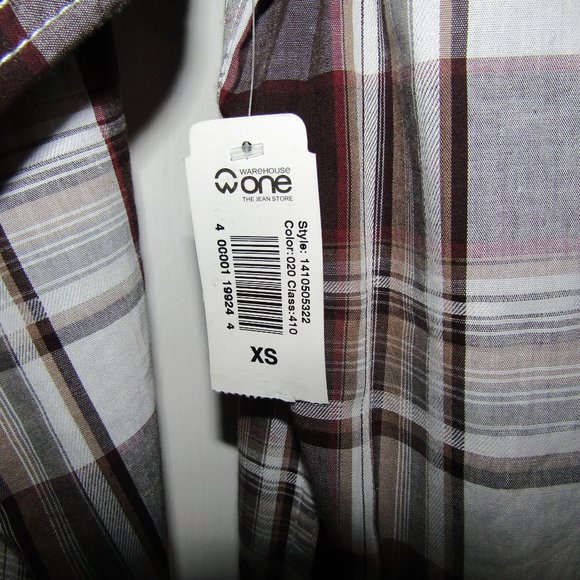 WAREHOUSE
one
THE JEAN STORE
Style: 1410505322
Color:020 Class:410
4 00001 19924 4
XS